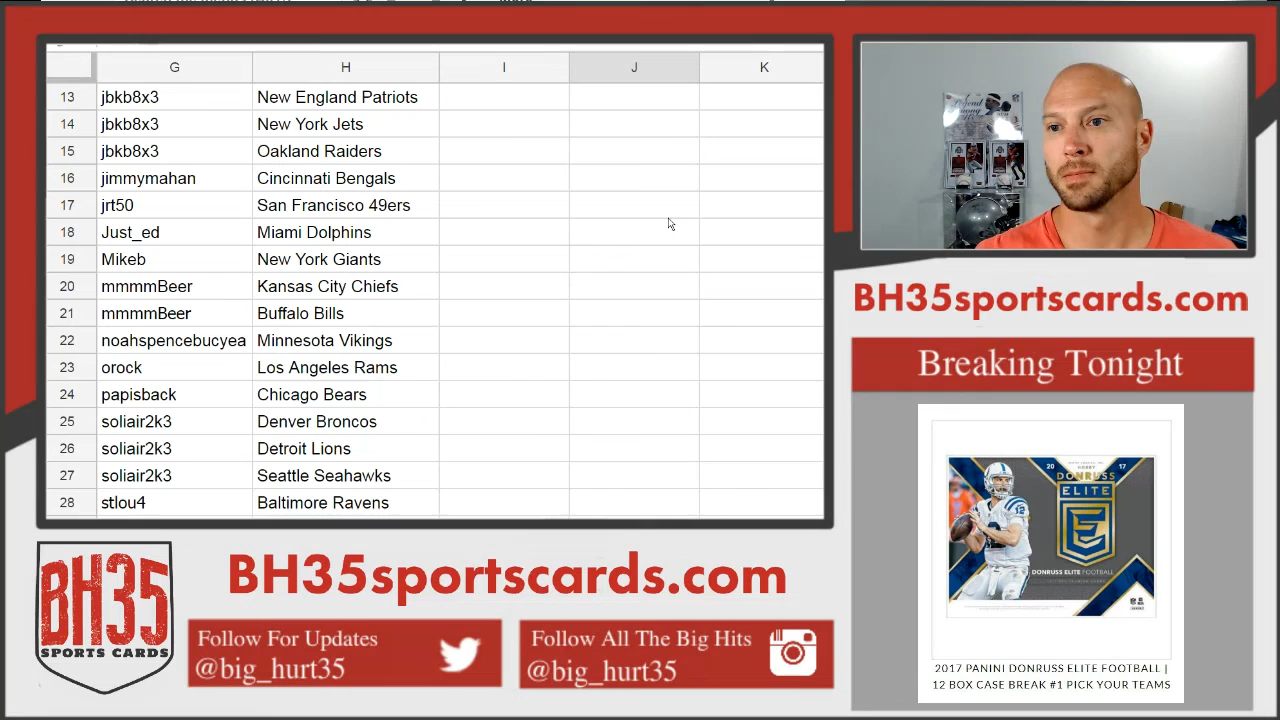 G H I J K
13 jbkb8x3 New England Patriots
14 jbkb8x3 New York Jets
15 jbkb8x3 Oakland Raiders
16 jimmymahan Cincinnati Bengals
17 jrt50 San Francisco 49ers
18 Just_ed Miami Dolphins
19 Mikeb New York Giants
20 mmmmBeer Kansas City Chiefs
21 mmmmBeer Buffalo Bills
22 noahspencebucyea Minnesota Vikings
23 orock Los Angeles Rams
24 papisback Chicago Bears
25 soliair2k3 Denver Broncos
26 soliair2k3 Detroit Lions
27 soliair2k3 Seattle Seahawks
28 stlou4 Baltimore Ravens
BH35sportscards.com
Breaking Tonight
20 17
DONRUSS
ELITE
DONRUSS ELITE FOOTBALL
2017 PANINI DONRUSS ELITE FOOTBALL |
12 BOX CASE BREAK #1 PICK YOUR TEAMS
BH35
SPORTS CARDS
BH35sportscards.com
Follow For Updates
@big_hurt35
Follow All The Big Hits
@big_hurt35